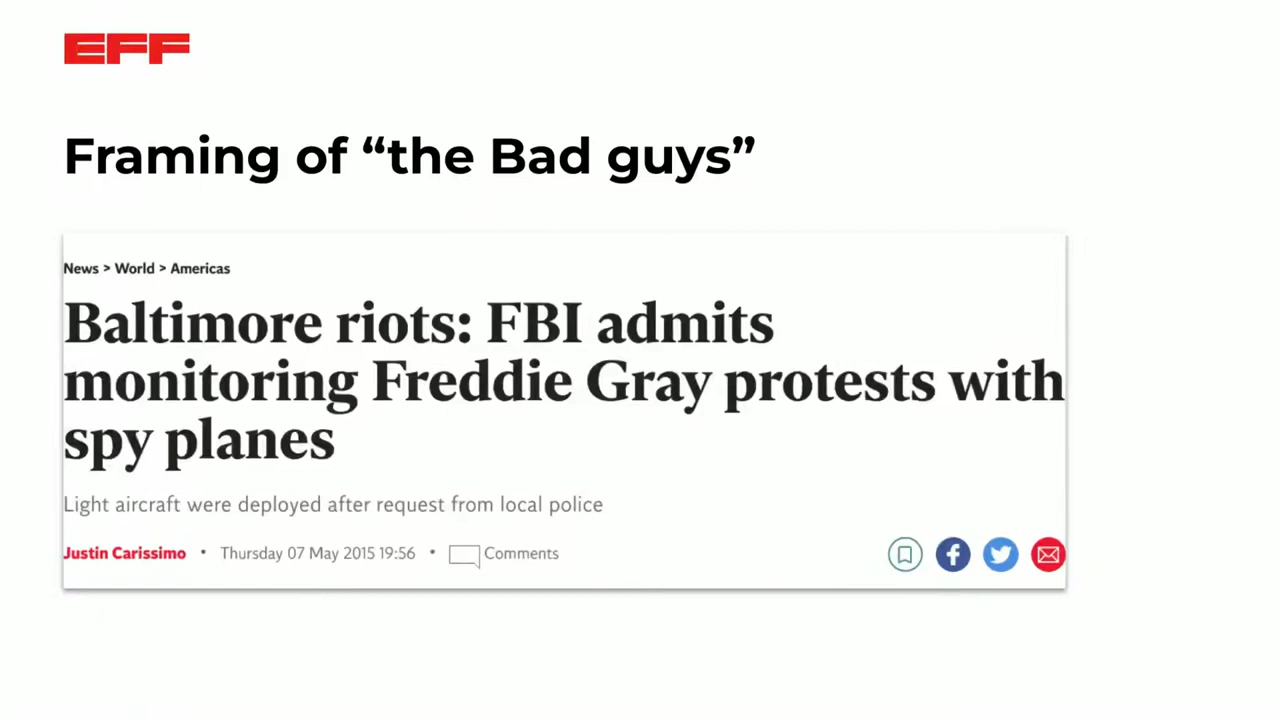 EFF
Framing of “the Bad guys”
News > World > Americas
Baltimore riots: FBI admits
monitoring Freddie Gray protests with
spy planes
Light aircraft were deployed after request from local police
Justin Carissimo • Thursday 07 May 2015 19:56 • Comments